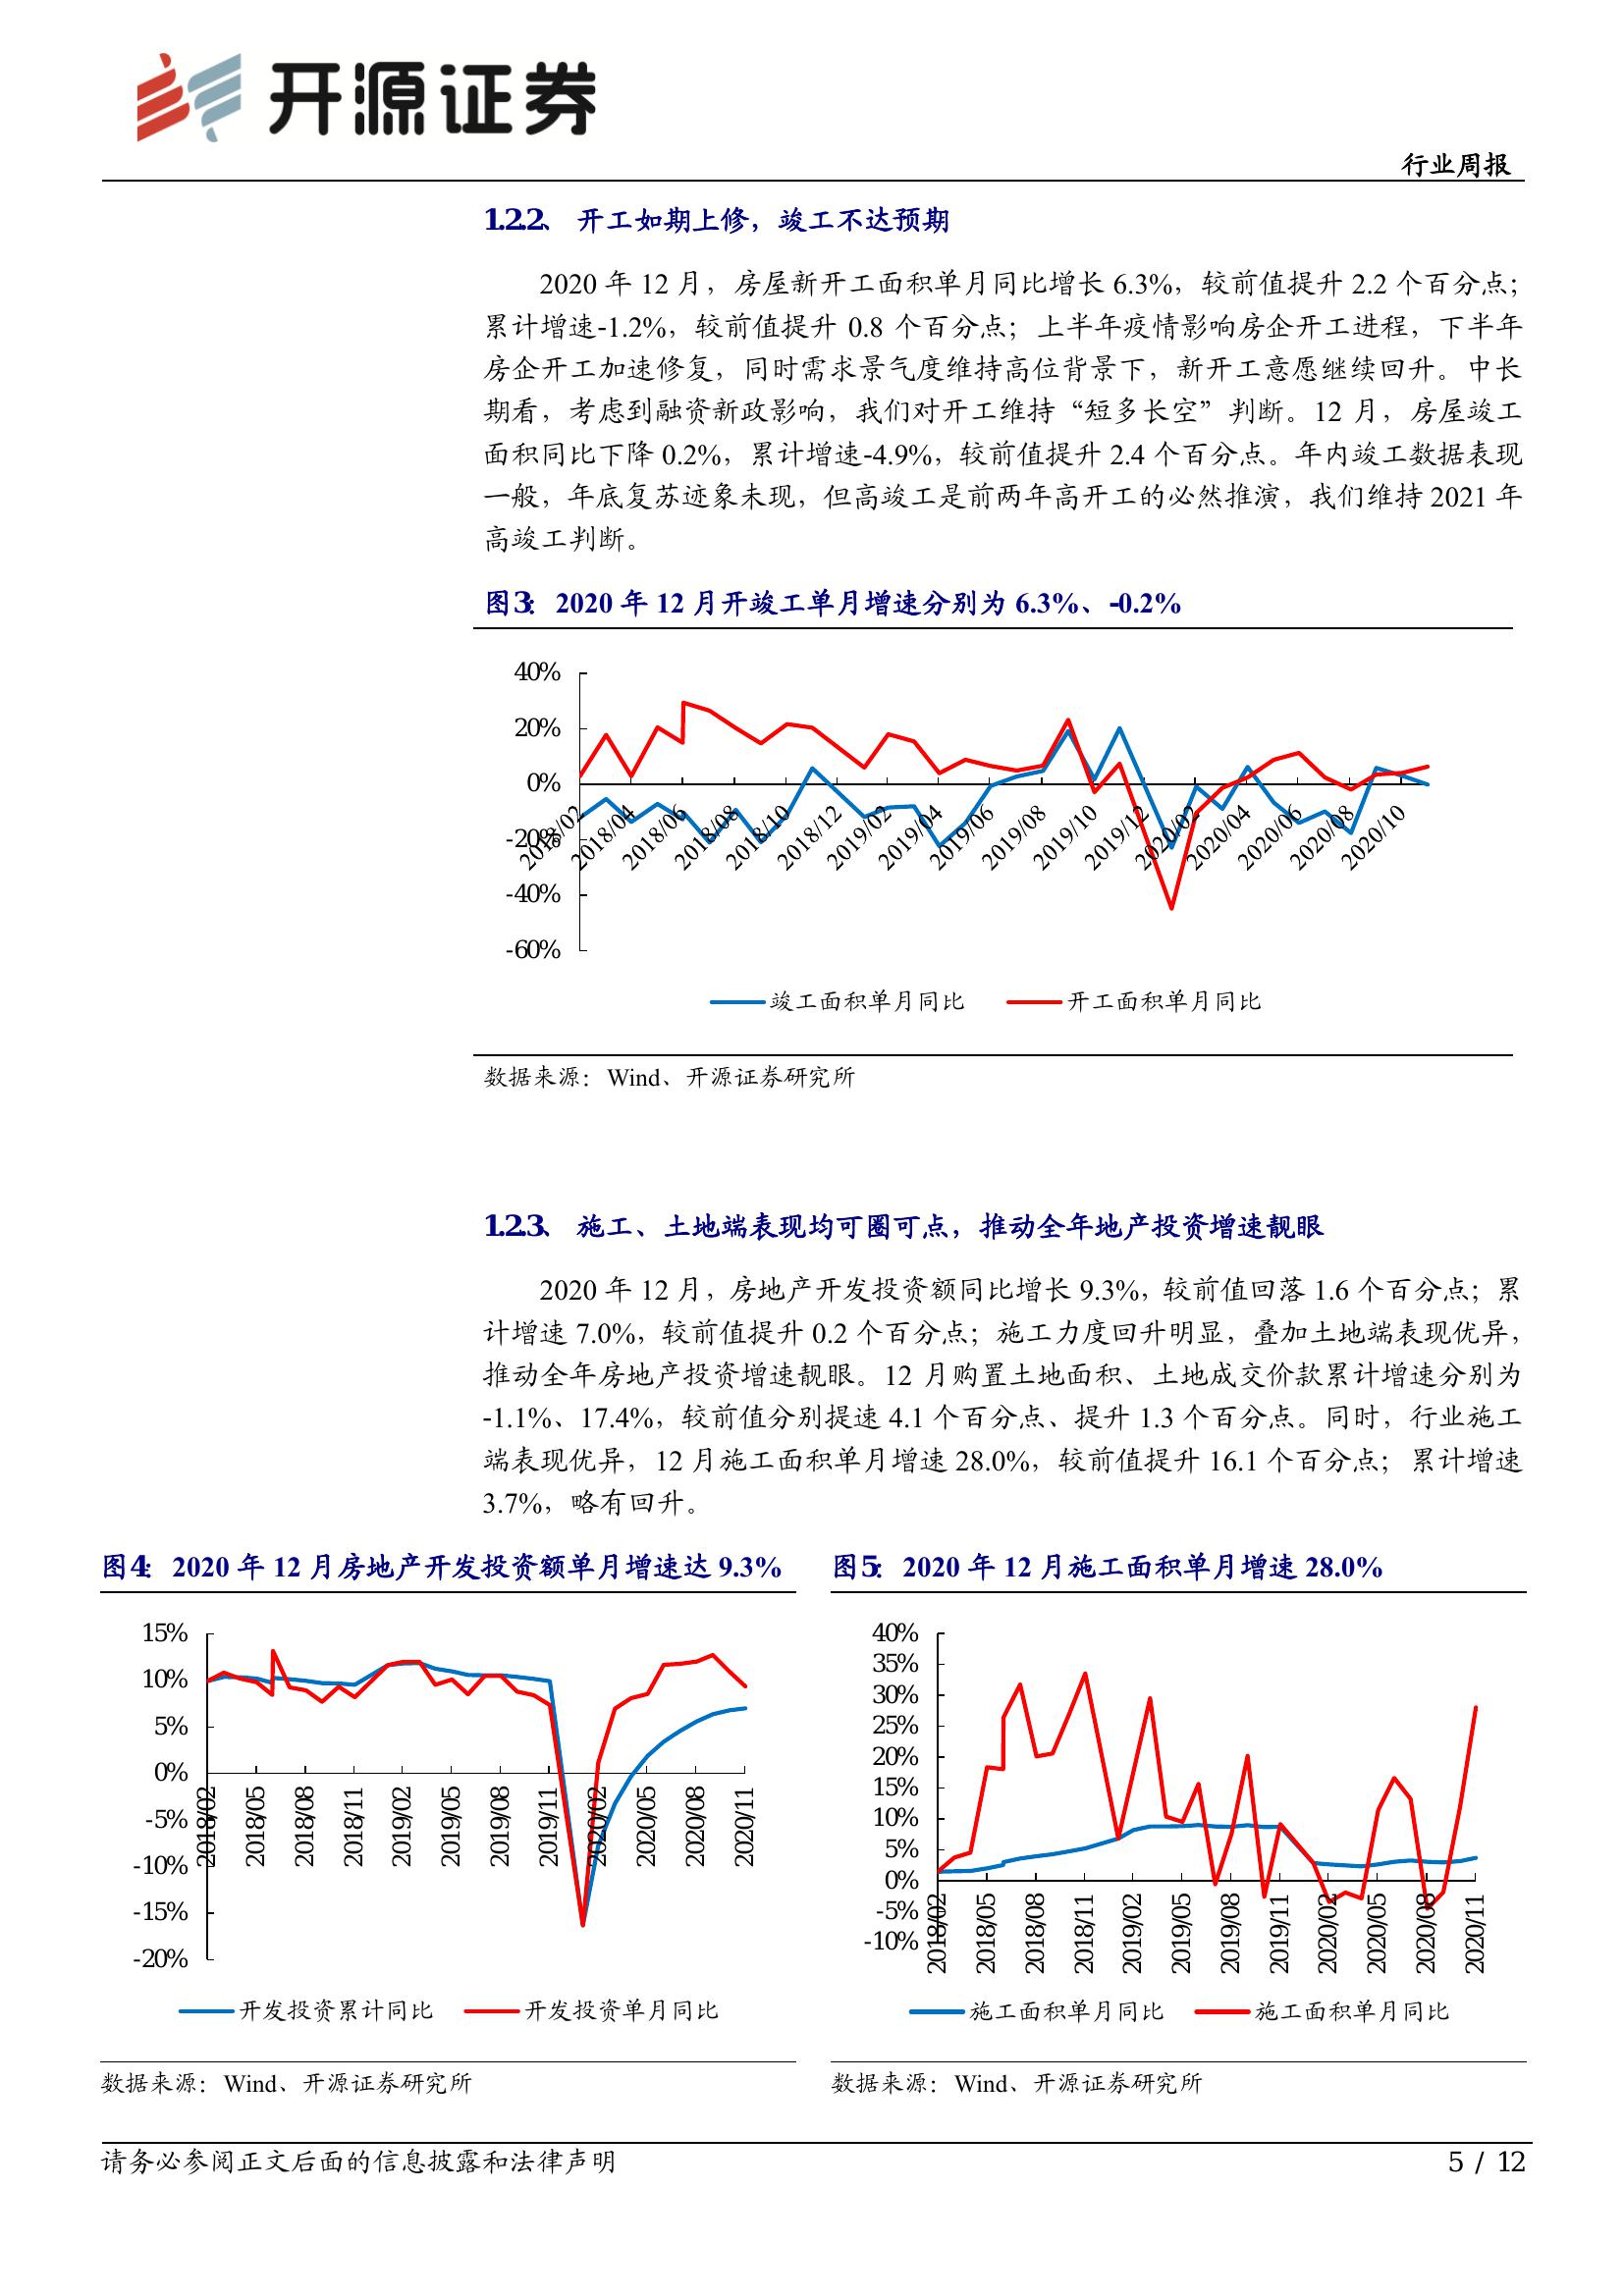 开源证券
行业周报
1.2.2、 开工如期上修，竣工不达预期
2020 年 12 月，房屋新开工面积单月同比增长 6.3%，较前值提升 2.2 个百分点；
累计增速-1.2%，较前值提升 0.8 个百分点；上半年疫情影响房企开工进程，下半年
房企开工加速修复，同时需求景气度维持高位背景下，新开工意愿继续回升。中长
期看，考虑到融资新政影响，我们对开工维持“短多长空”判断。12 月，房屋竣工
面积同比下降 0.2%，累计增速-4.9%，较前值提升 2.4 个百分点。年内竣工数据表现
一般，年底复苏迹象未现，但高竣工是前两年高开工的必然推演，我们维持 2021 年
高竣工判断。
图3： 2020 年 12 月开竣工单月增速分别为 6.3%、-0.2%
40%
20%
0%
-20%
-40%
-60%
2018/02
2018/04
2018/06
2018/08
2018/10
2018/12
2019/02
2019/04
2019/06
2019/08
2019/10
2019/12
2020/02
2020/04
2020/06
2020/08
2020/10
竣工面积单月同比 开工面积单月同比
数据来源：Wind、开源证券研究所
1.2.3、 施工、土地端表现均可圈可点，推动全年地产投资增速靓眼
2020 年 12 月，房地产开发投资额同比增长 9.3%，较前值回落 1.6 个百分点；累
计增速 7.0%，较前值提升 0.2 个百分点；施工力度回升明显，叠加土地端表现优异，
推动全年房地产投资增速靓眼。12 月购置土地面积、土地成交价款累计增速分别为
-1.1%、17.4%，较前值分别提速 4.1 个百分点、提升 1.3 个百分点。同时，行业施工
端表现优异，12 月施工面积单月增速 28.0%，较前值提升 16.1 个百分点；累计增速
3.7%，略有回升。
图4： 2020 年 12 月房地产开发投资额单月增速达 9.3%
15%
10%
5%
0%
-5%
-10%
-15%
-20%
2018/02
2018/05
2018/08
2018/11
2019/02
2019/05
2019/08
2019/11
2020/02
2020/05
2020/08
2020/11
开发投资累计同比 开发投资单月同比
数据来源：Wind、开源证券研究所
图5： 2020 年 12 月施工面积单月增速 28.0%
40%
35%
30%
25%
20%
15%
10%
5%
0%
-5%
-10%
2018/02
2018/05
2018/08
2018/11
2019/02
2019/05
2019/08
2019/11
2020/02
2020/05
2020/08
2020/11
施工面积单月同比 施工面积单月同比
数据来源：Wind、开源证券研究所
请务必参阅正文后面的信息披露和法律声明
5 / 12